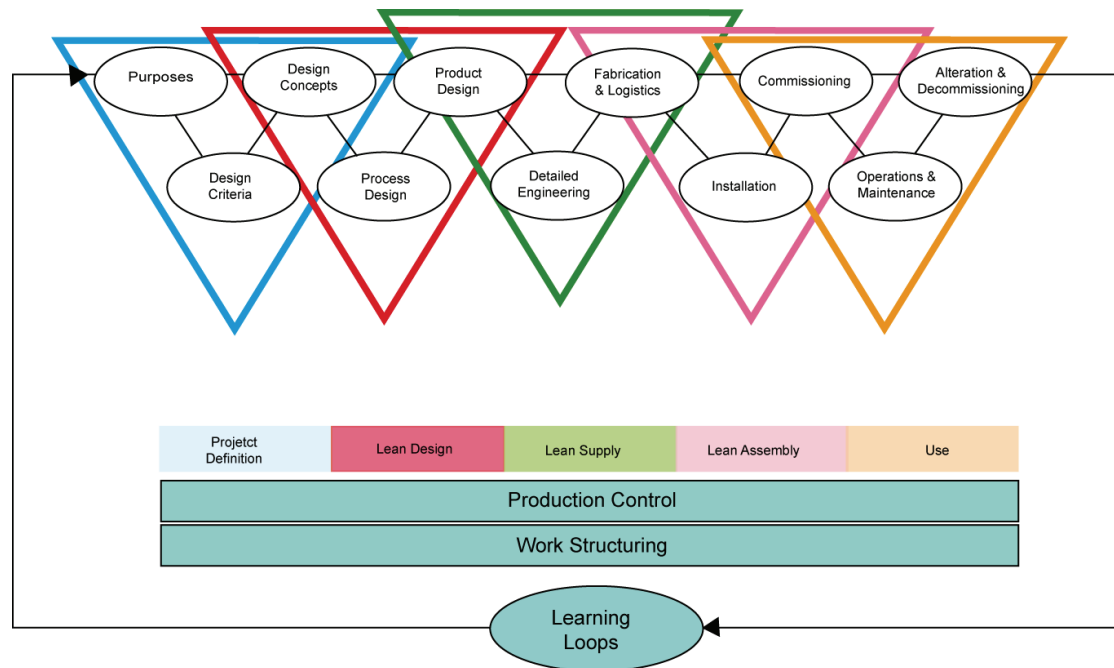 Purposes
Design
Concepts
Product
Design
Fabrication
& Logistics
Commissioning
Alteration &
Decommissioning
Design
Criteria
Process
Design
Detailed
Engineering
Installation
Operations &
Maintenance
Projetct
Definition
Lean Design
Lean Supply
Lean Assembly
Use
Production Control
Work Structuring
Learning
Loops